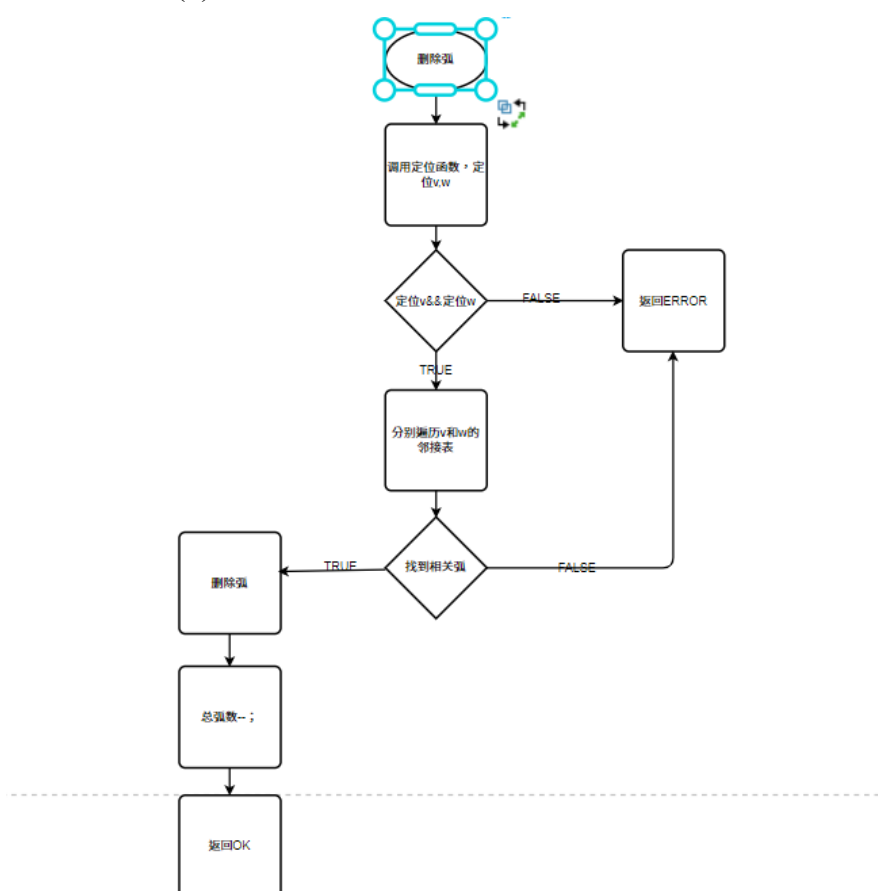 删除弧
调用定位函数，定
位v,w
定位v&&定位w
FALSE
返回ERROR
TRUE
分别遍历v和w的
邻接表
找到相关弧
TRUE
FALSE
删除弧
总弧数--；
返回OK